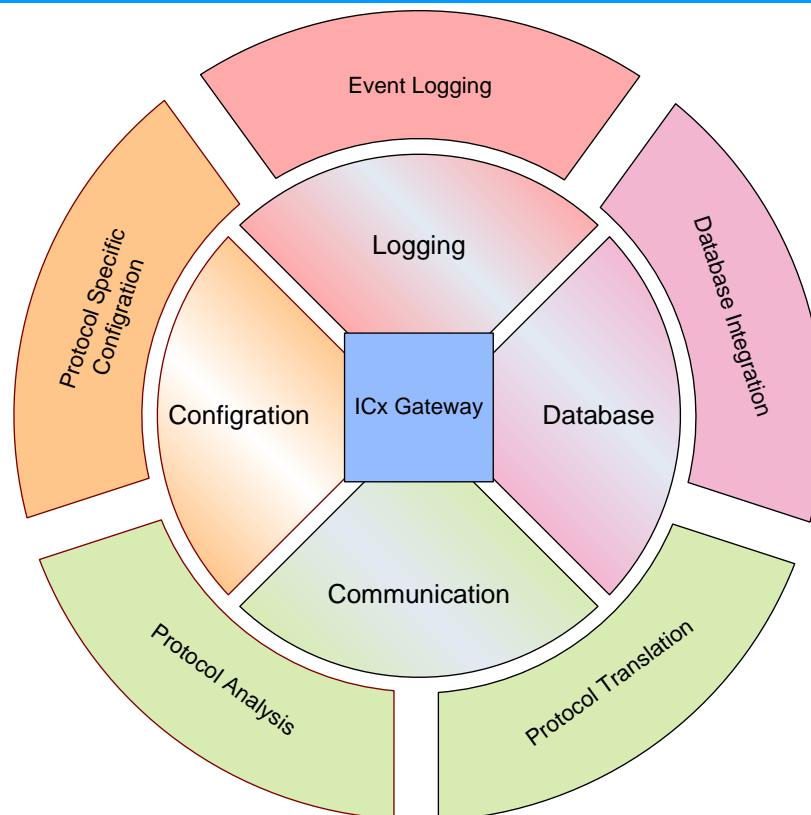 Event Logging
Protocol Specific
Configration
Database Integration
Logging
Configration
ICx Gateway
Database
Communication
Protocol Analysis
Protocol Translation